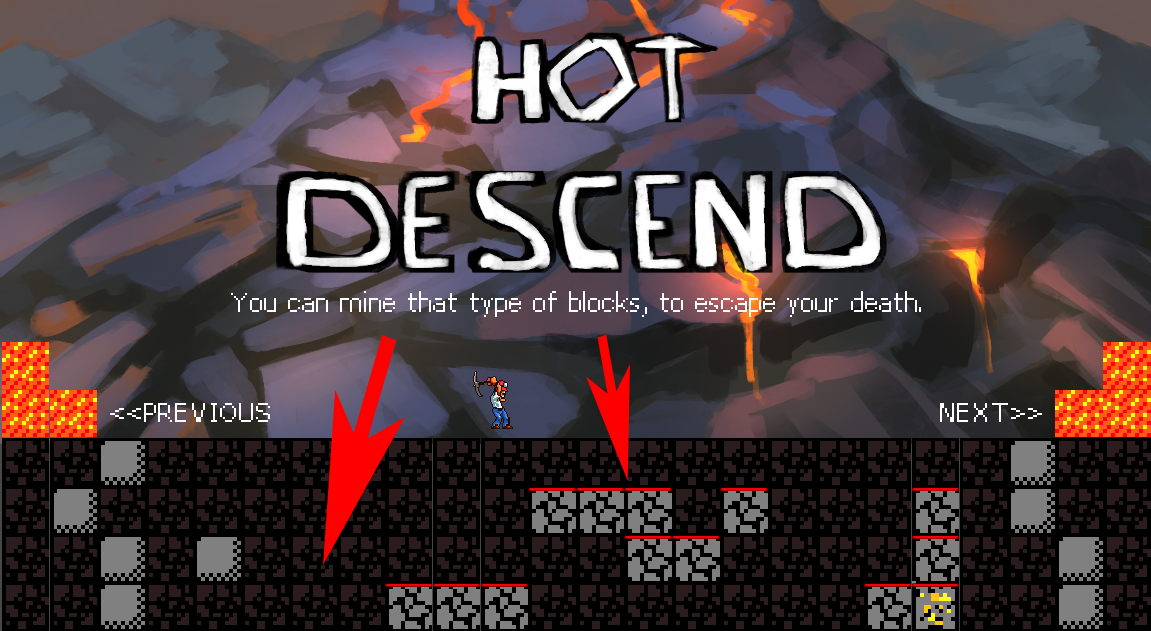 HOT
DESCEND
You can mine that type of blocks, to escape your death.
<<PREVIOUS
NEXT>>